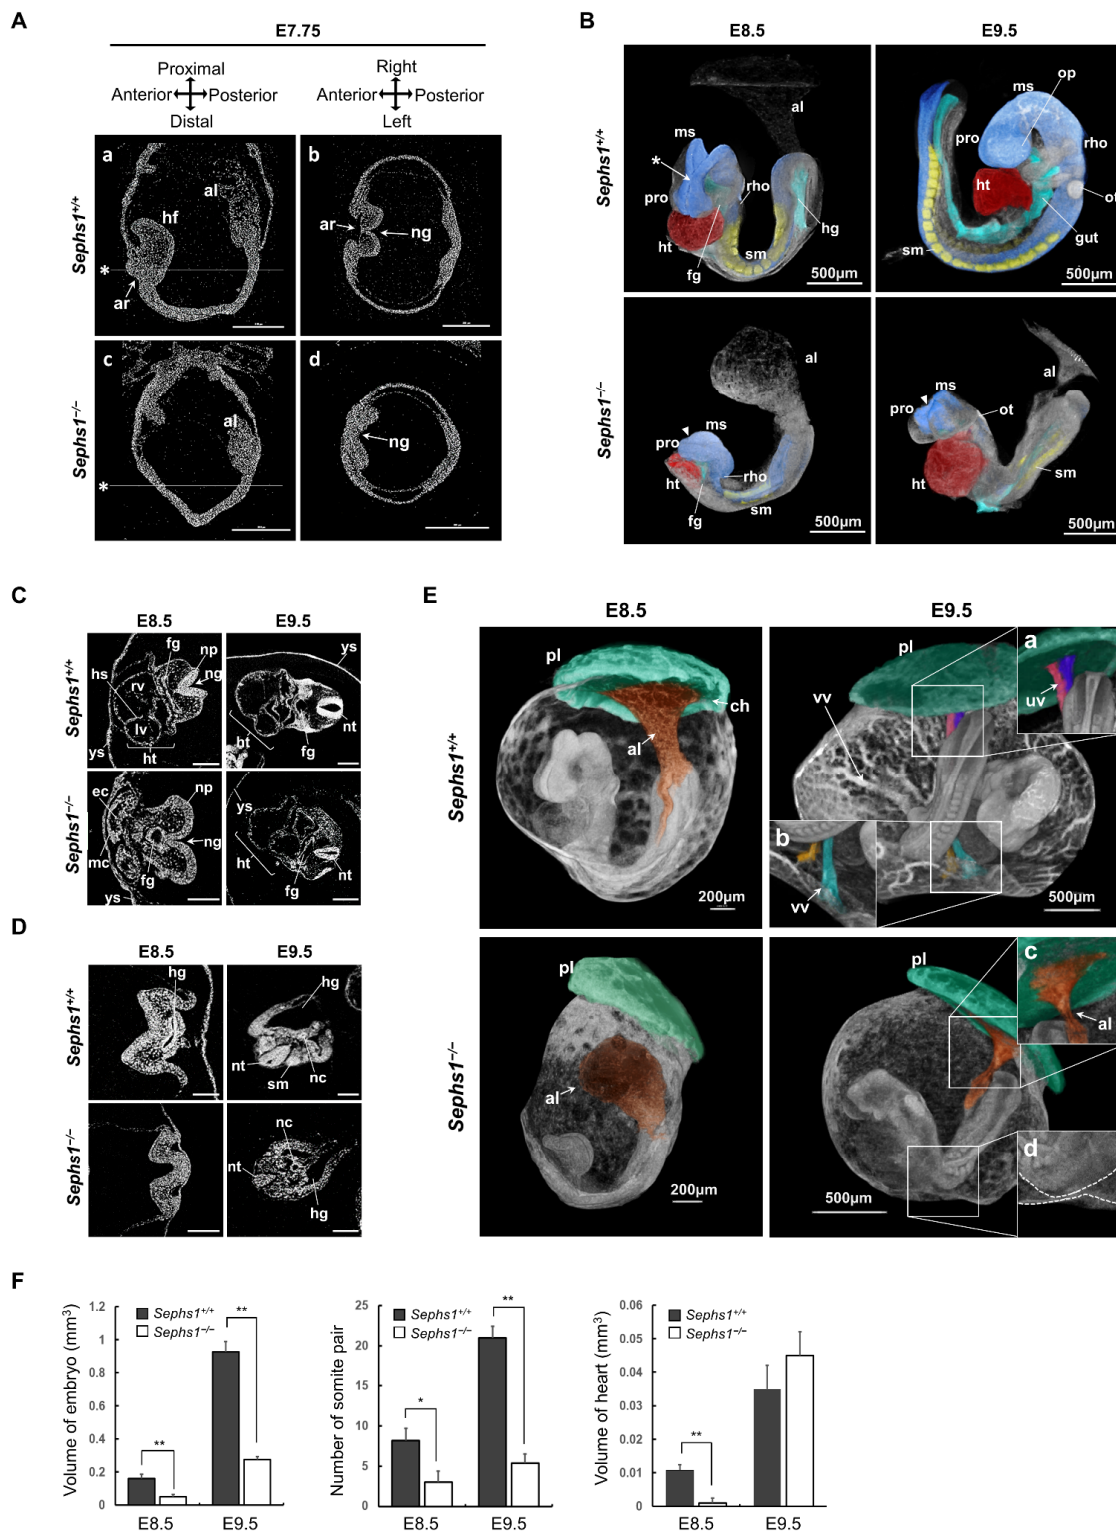 A
E7.75
Proximal
Anterior Posterior
Distal
Right
Anterior Posterior
Left
Sephs1+/+
a
al
hf
*
ar
b
ar
ng
Sephs1−/−
c
al
*
d
ng
B
E8.5
E9.5
Sephs1+/+
al
ms
*
pro
rho
ht
hg
sm
fg
500µm
op
ms
pro
rho
ht
ot
gut
sm
500µm
Sephs1−/−
al
ms
pro
ht
rho
sm
fg
500µm
al
ms
pro
ot
sm
ht
500µm
C
E8.5
E9.5
Sephs1+/+
fg
np
hs
rv
ng
lv
ys
ht
ys
nt
bt
fg
Sephs1−/−
ec
np
ng
mc
fg
ys
ys
ht
nt
fg
D
E8.5
E9.5
Sephs1+/+
hg
hg
nt
sm
nc
Sephs1−/−
nc
nt
hg
E
E8.5
E9.5
Sephs1+/+
pl
ch
al
200µm
pl
a
uv
vv
b
vv
500µm
Sephs1−/−
pl
al
200µm
pl
c
al
d
500µm
F
Volume of embryo (mm3)
1.2
1
0.8
0.6
0.4
0.2
0
Sephs1+/+
Sephs1−/−
**
**
E8.5 E9.5
Number of somite pair
25
20
15
10
5
0
Sephs1+/+
Sephs1−/−
**
*
E8.5 E9.5
Volume of heart (mm3)
0.06
0.05
0.04
0.03
0.02
0.01
0
Sephs1+/+
Sephs1−/−
**
E8.5 E9.5